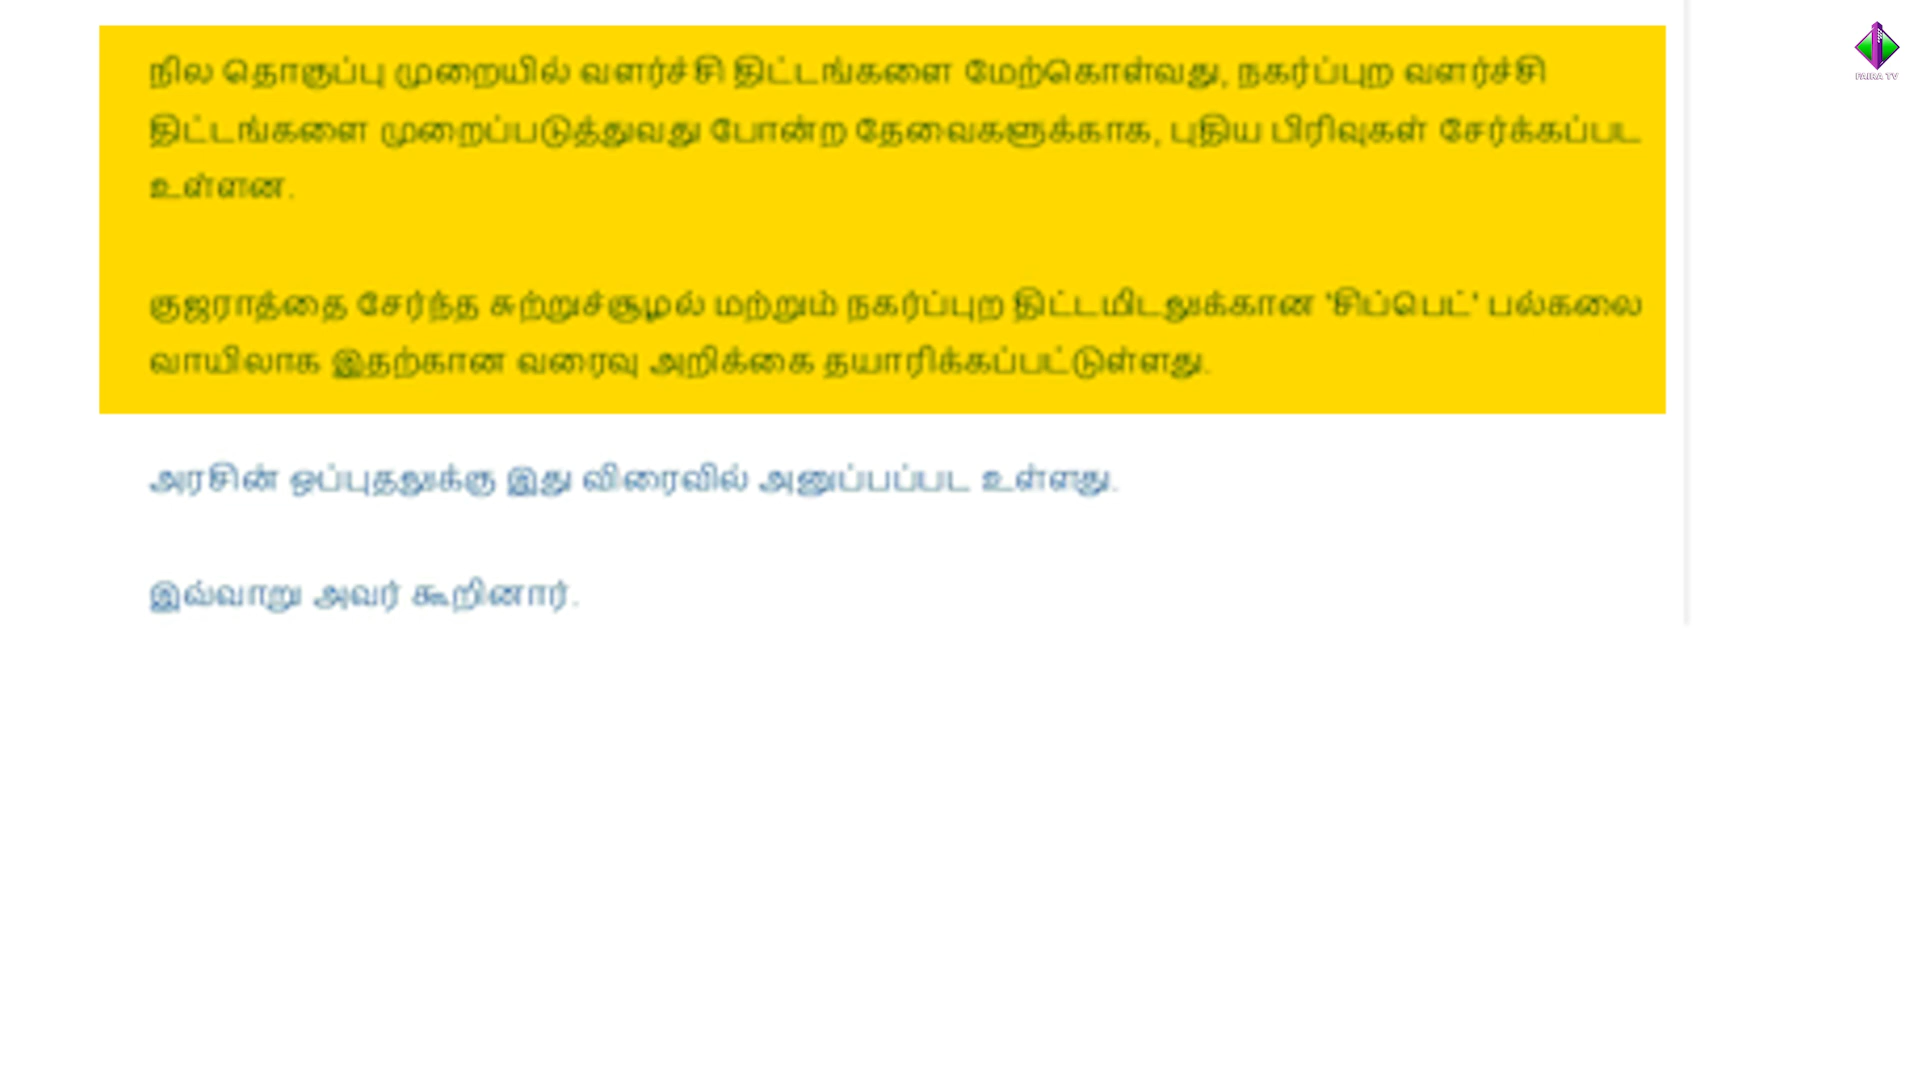 நில தொகுப்பு முறையில் வளர்ச்சி திட்டங்களை மேற்கொள்வது, நகர்ப்புற வளர்ச்சி
திட்டங்களை முறைப்படுத்துவது போன்ற தேவைகளுக்காக, புதிய பிரிவுகள் சேர்க்கப்பட
உள்ளன.
குஜராத்தை சேர்ந்த சுற்றுச்சூழல் மற்றும் நகர்ப்புற திட்டமிடலுக்கான 'சிப்பெட்' பல்கலை
வாயிலாக இதற்கான வரைவு அறிக்கை தயாரிக்கப்பட்டுள்ளது.
அரசின் ஒப்புதலுக்கு இது விரைவில் அனுப்பப்பட உள்ளது.
இவ்வாறு அவர் கூறினார்.
FAIRA TV